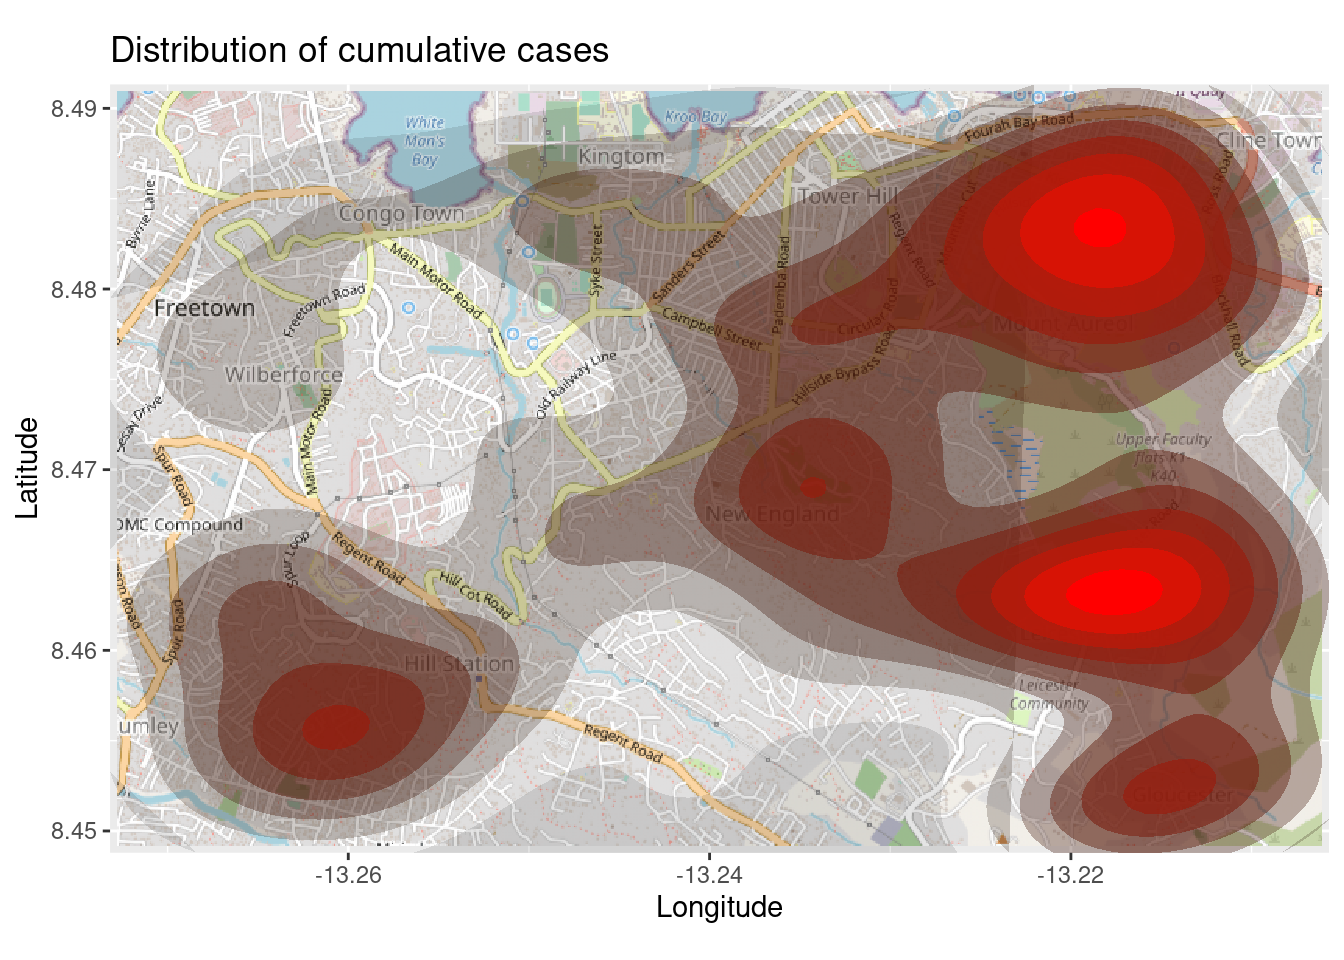 Distribution of cumulative cases
8.49
8.48
8.47
8.46
8.45
Latitude
-13.26
-13.24
-13.22
Longitude
White
Man's
Bay
Kroo Bay
Kingtom
Fourah Bay Road
Cline Town
Tower Hill
Congo Town
Byrne Lane
Main Motor Road
Syke Street
Sanders Street
Regent Road
Ross Road
Freetown
Freetown Road
Pademba Road
Campbell Street
Circular Road
Mount Aureol
Blackhall Road
Wilberforce
Old Railway Line
Hillside Bypass Road
Main Motor Road
Spur Road
Upper Faculty
flats K1-
K40
New England
DMC Compound
Spur Loop
Regent Road
Hill Cot Road
Spur Road
Hill Station
Leicester
Community
umley
Regent Road
Gloucester